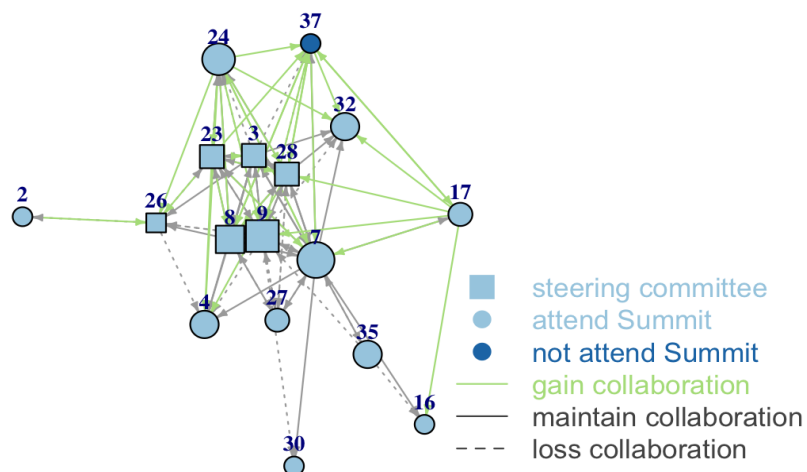 37
24
32
23
3
28
2
26
17
8
9
7
4
27
35
16
30
steering committee
attend Summit
not attend Summit
gain collaboration
maintain collaboration
loss collaboration